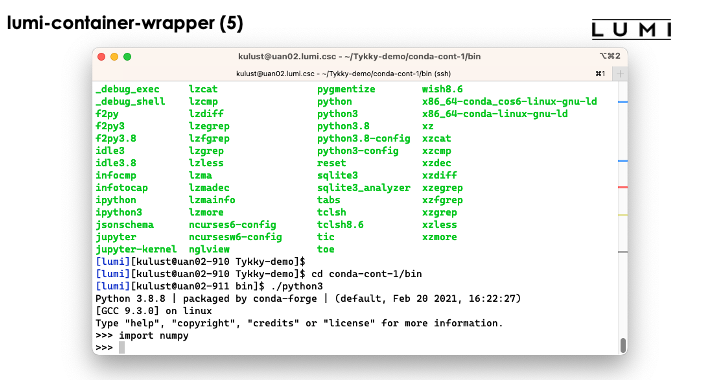 lumi-container-wrapper (5)
LUMI
kulust@uan02.lumi.csc - ~/Tykky-demo/conda-cont-1/bin
⌥⌘2
kulust@uan02.lumi.csc - ~/Tykky-demo/conda-cont-1/bin (ssh)
⌘1
+
_debug_exec lzcat pygmentize wish8.6
_debug_shell lzcmp python x86_64-conda_cos6-linux-gnu-ld
f2py lzdiff python3 x86_64-conda-linux-gnu-ld
f2py3 lzegrep python3.8 xz
f2py3.8 lzfgrep python3.8-config xzcat
idle3 lzgrep python3-config xzcmp
idle3.8 lzless reset xzdec
infocmp lzma sqlite3 xzdiff
infotocap lzmadec sqlite3_analyzer xzegrep
ipython lzmainfo tabs xzfgrep
ipython3 lzmore tclsh xzgrep
jsonschema ncurses6-config tclsh8.6 xzless
jupyter ncursesw6-config tic xzmore
jupyter-kernel nglview toe
[lumi][kulust@uan02-910 Tykky-demo]$
[lumi][kulust@uan02-910 Tykky-demo]$ cd conda-cont-1/bin
[lumi][kulust@uan02-911 bin]$ ./python3
Python 3.8.8 | packaged by conda-forge | (default, Feb 20 2021, 16:22:27)
[GCC 9.3.0] on linux
Type "help", "copyright", "credits" or "license" for more information.
>>> import numpy
>>>